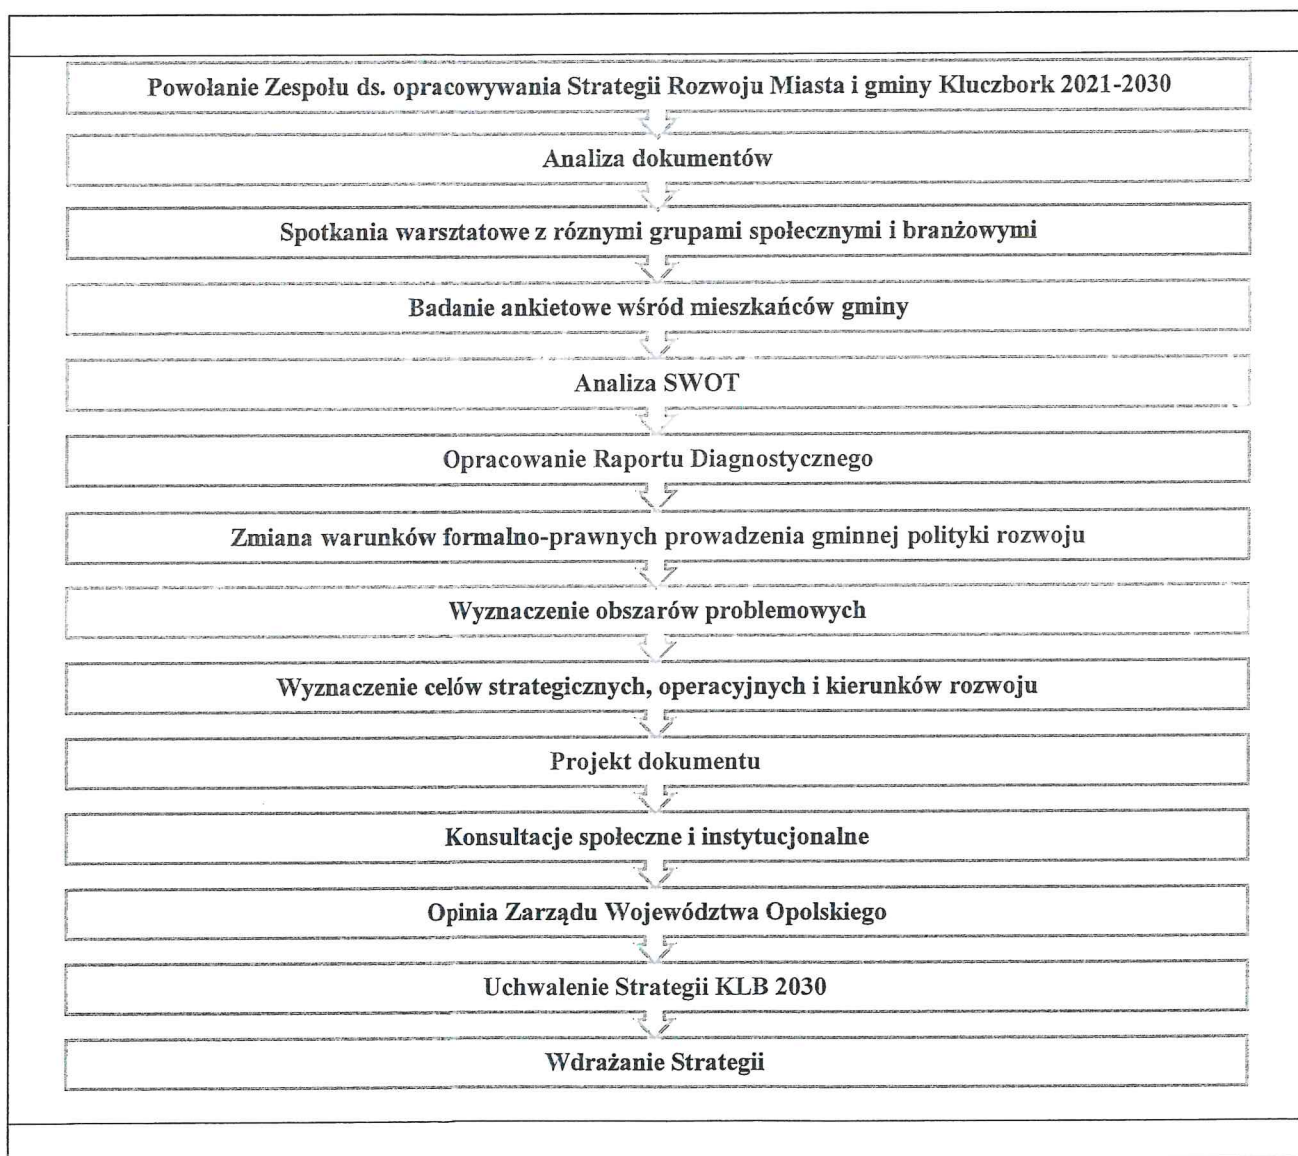 Powołanie Zespołu ds. opracowywania Strategii Rozwoju Miasta i gminy Kluczbork 2021-2030
Analiza dokumentów
Spotkania warsztatowe z róznymi grupami społecznymi i branżowymi
Badanie ankietowe wśród mieszkańców gminy
Analiza SWOT
Opracowanie Raportu Diagnostycznego
Zmiana warunków formalno-prawnych prowadzenia gminnej polityki rozwoju
Wyznaczenie obszarów problemowych
Wyznaczenie celów strategicznych, operacyjnych i kierunków rozwoju
Projekt dokumentu
Konsultacje społeczne i instytucjonalne
Opinia Zarządu Województwa Opolskiego
Uchwalenie Strategii KLB 2030
Wdrażanie Strategii